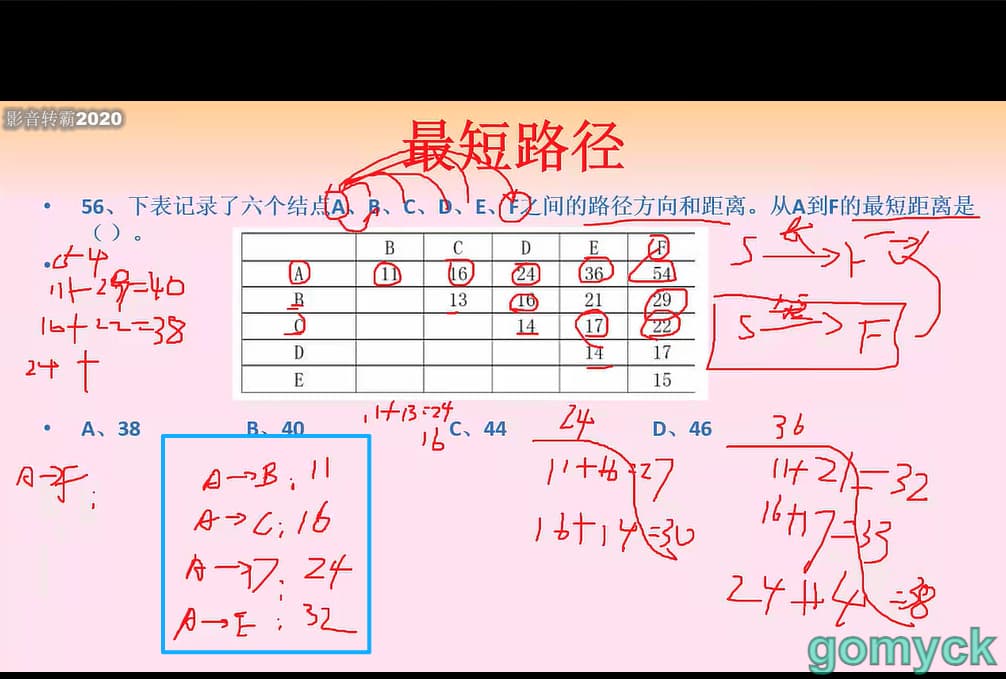 影音转霸2020
最短路径
• 56、下表记录了六个结点A、B、C、D、E、F之间的路径方向和距离。从A到F的最短距离是
（ ）。
B C D E F
A 11 16 24 36 54
B 13 16 21 29
C 14 17 22
D 14 17
E 15
• A、38 B、40 C、44 D、46
54
11+29=40
16+22=38
24+
S 长→ F
S 短→ F
11+13=24
16
24
11+16=27
16+14=30
36
11+21=32
16+17=33
24+14=38
A→F:
A→B: 11
A→C: 16
A→D: 24
A→E: 32
gomyck